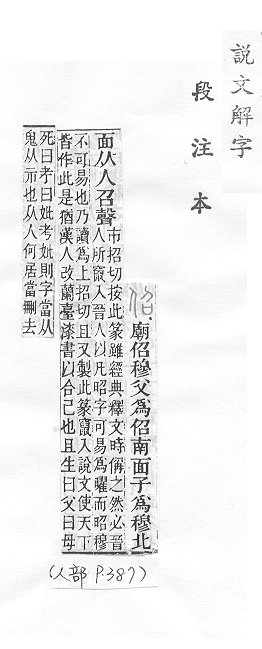 說文解字
段注本
佋
廟佋穆父爲佋南面子爲穆北
面从人召聲
市招切按此篆雖經典釋文時偁之然必晉
人所竄入晉人以凡昭字可易爲曜而昭穆
不可易也乃讀爲上招切且又製此篆竄入說文使天下
皆作此是猶漢人改蘭臺漆書以合己也且生曰父曰母
死曰考曰妣考妣則字當从
鬼从示也从人何居當刪去
(人部 P.387)